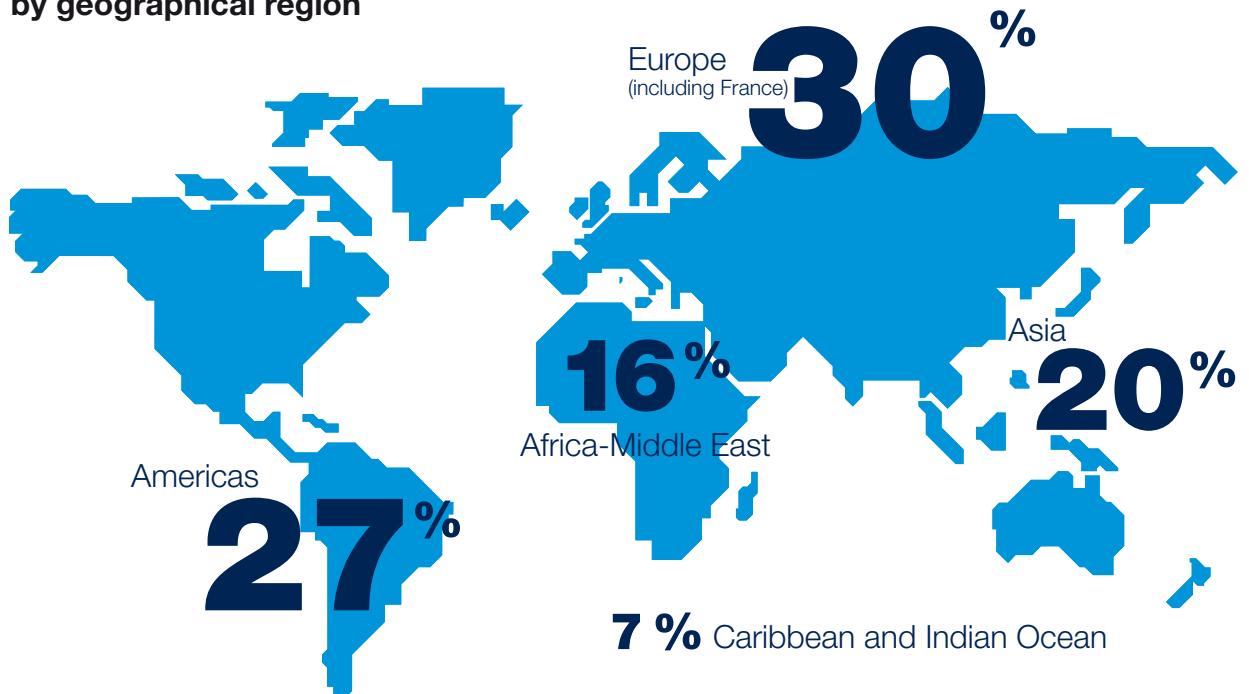 by geographical region
Europe
(including France)
30%
Asia
20%
16%
Africa-Middle East
Americas
27%
7 % Caribbean and Indian Ocean